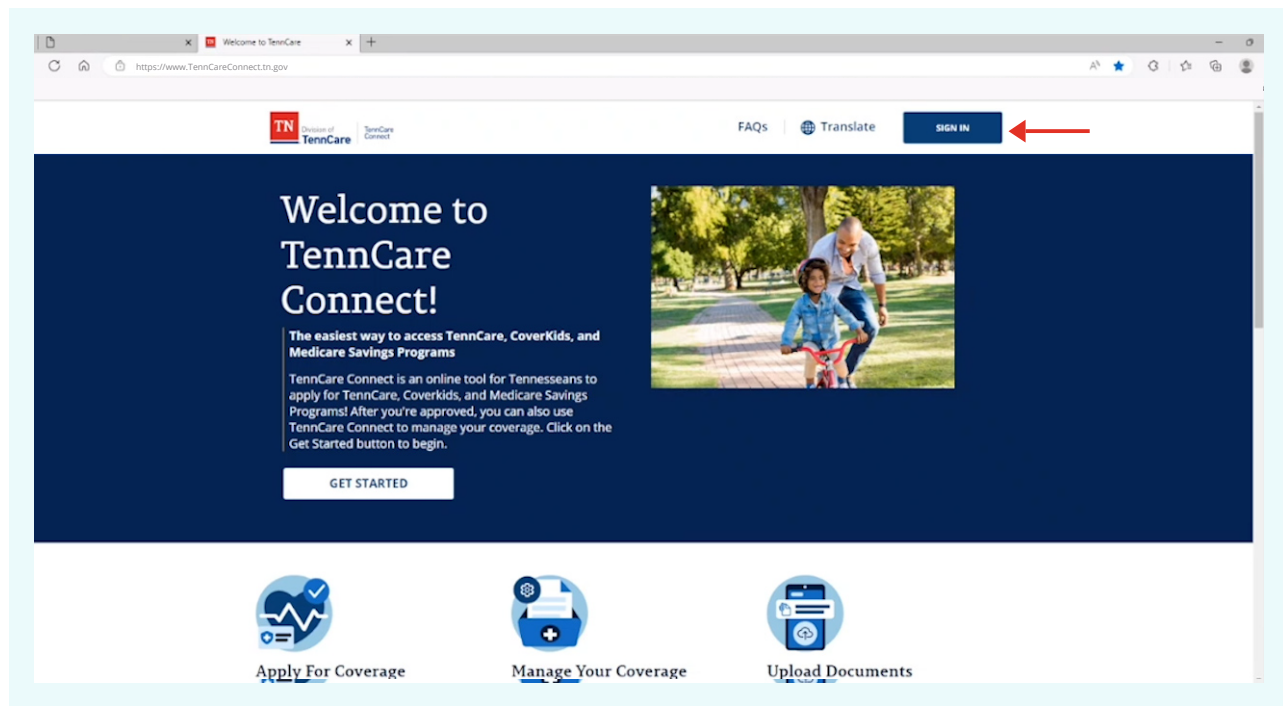 Welcome to TennCare
https://www.TennCareConnect.tn.gov
TN Division of TennCare TennCare Connect
FAQs Translate SIGN IN
Welcome to
TennCare
Connect!
The easiest way to access TennCare, CoverKids, and
Medicare Savings Programs
TennCare Connect is an online tool for Tennesseans to
apply for TennCare, Coverkids, and Medicare Savings
Programs! After you're approved, you can also use
TennCare Connect to manage your coverage. Click on the
Get Started button to begin.
GET STARTED
Apply For Coverage Manage Your Coverage Upload Documents